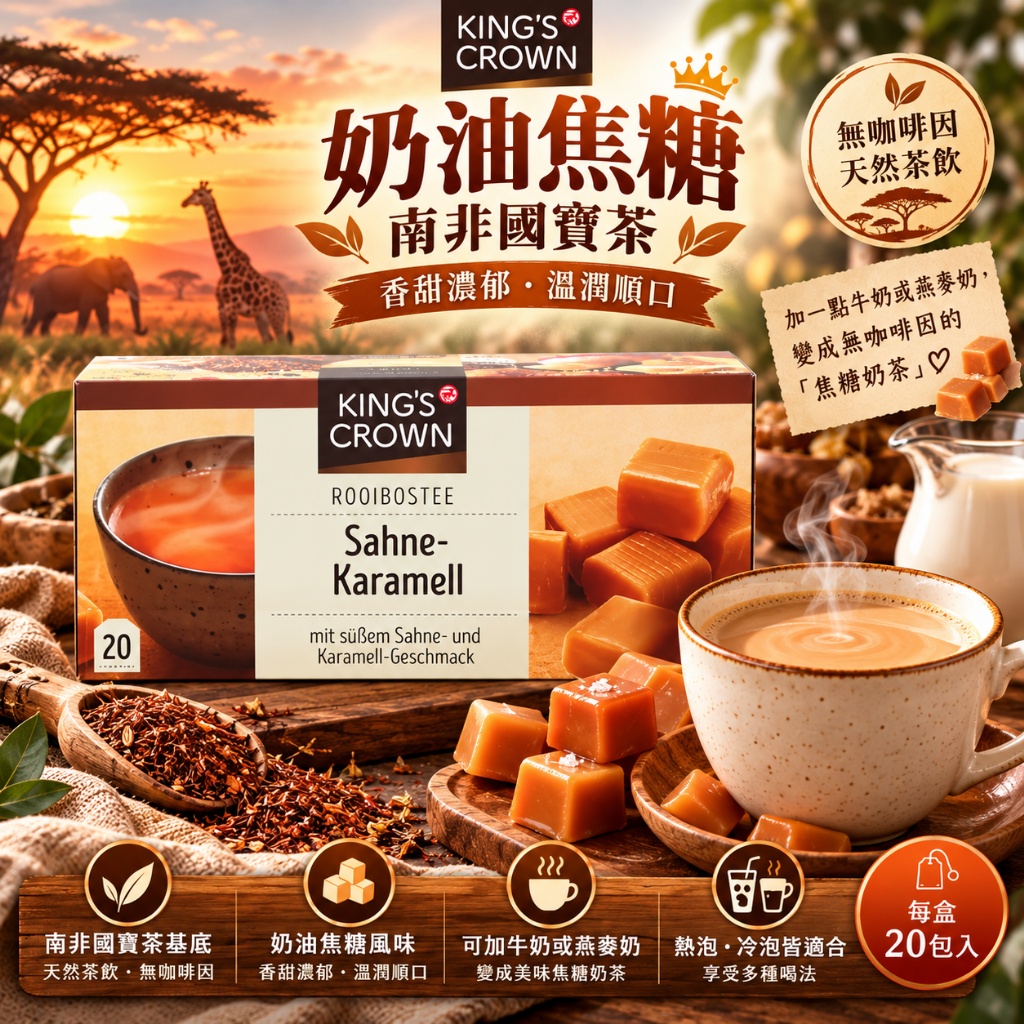 KING'S
CROWN
奶油焦糖
南非國寶茶
香甜濃郁・溫潤順口
無咖啡因
天然茶飲
加一點牛奶或燕麥奶，
變成無咖啡因的
「焦糖奶茶」♡
KING'S
CROWN
ROOIBOSTEE
Sahne-
Karamell
mit süßem Sahne- und
Karamell-Geschmack
20
南非國寶茶基底
天然茶飲・無咖啡因
奶油焦糖風味
香甜濃郁・溫潤順口
可加牛奶或燕麥奶
變成美味焦糖奶茶
熱泡・冷泡皆適合
享受多種喝法
每盒
20包入